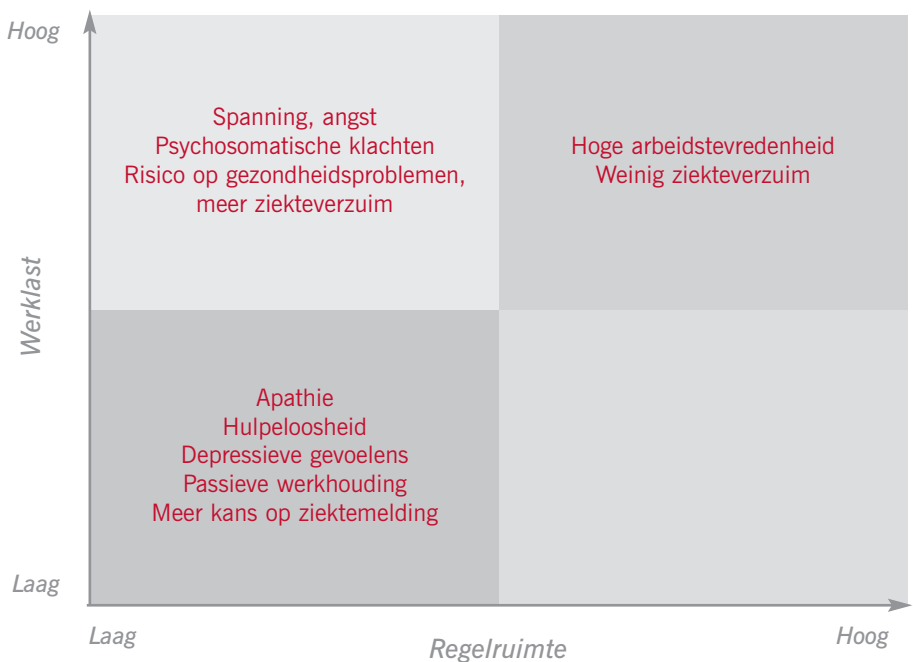 Hoog
Spanning, angst
Psychosomatische klachten
Risico op gezondheidsproblemen,
meer ziekteverzuim
Hoge arbeidstevredenheid
Weinig ziekteverzuim
Werklast
Apathie
Hulpeloosheid
Depressieve gevoelens
Passieve werkhouding
Meer kans op ziektemelding
Laag
Laag
Regelruimte
Hoog